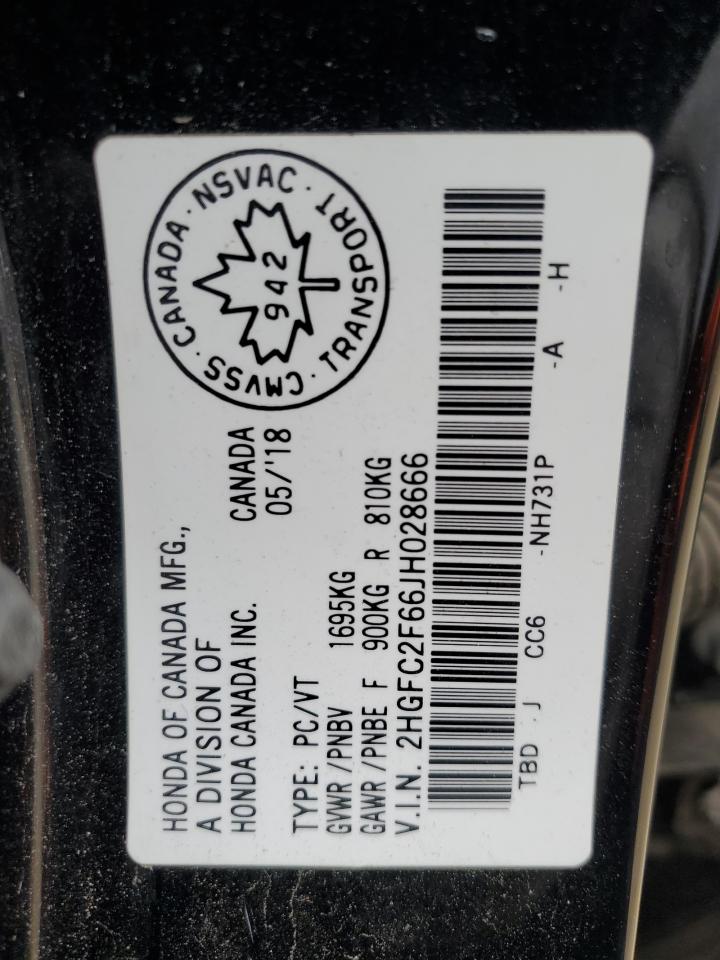 HONDA OF CANADA MFG.,
A DIVISION OF
HONDA CANADA INC.
CANADA
05/'18
CMVSS · CANADA · NSVAC · TRANSPORT ·
942
TYPE: PC/VT
GVWR /PNBV 1695KG
GAWR /PNBE F 900KG R 810KG
V.I.N. 2HGFC2F66JH028666
TBD .J CC6 -NH731P -A -H